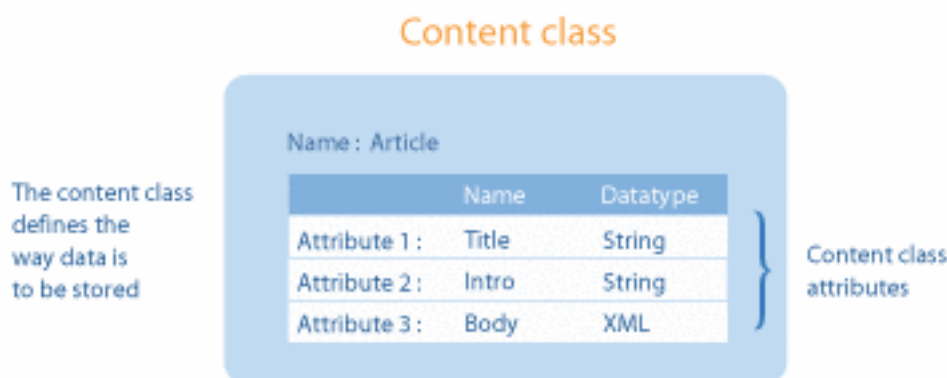 Content class
Name : Article
The content class
defines the
way data is
to be stored
Name Datatype
Attribute 1 : Title String
Attribute 2 : Intro String
Attribute 3 : Body XML
Content class
attributes